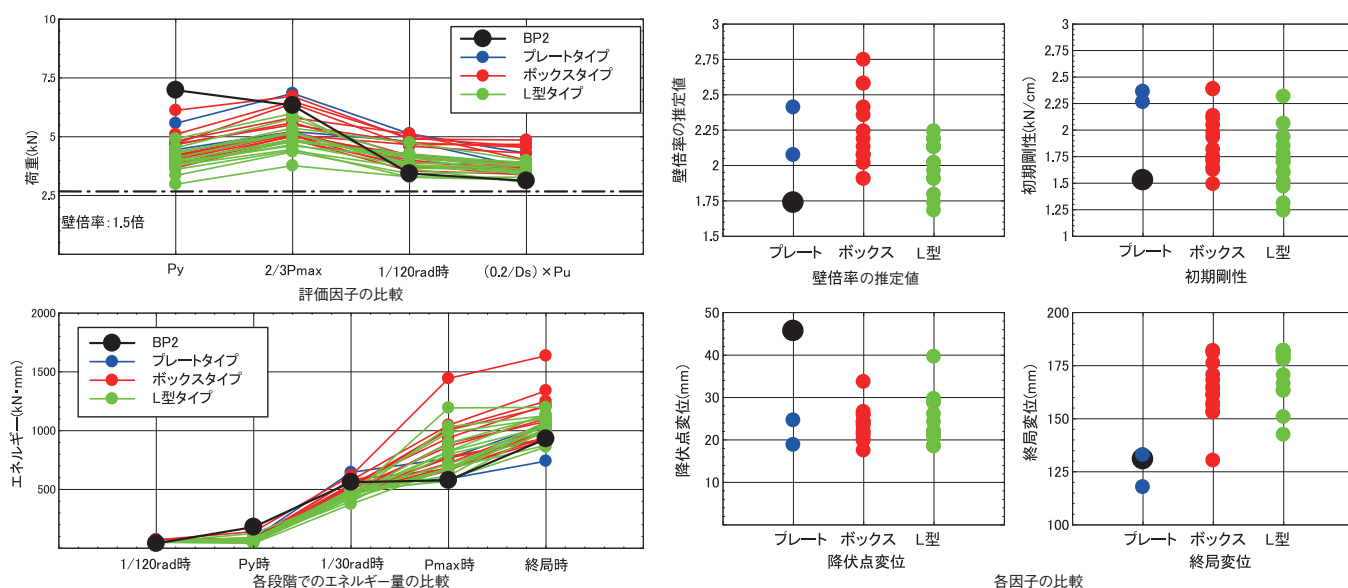 10
7.5
5
2.5
荷重(kN)
BP2
プレートタイプ
ボックスタイプ
L型タイプ
壁倍率：1.5倍
Py
2/3Pmax
1/120rad時
(0.2/Ds)×Pu
評価因子の比較
2000
1500
1000
500
エネルギー(kN・mm)
BP2
プレートタイプ
ボックスタイプ
L型タイプ
1/120rad時
Py時
1/30rad時
Pmax時
終局時
各段階でのエネルギー量の比較
3
2.75
2.5
2.25
2
1.75
1.5
壁倍率の推定値
プレート
ボックス
L型
壁倍率の推定値
3
2.75
2.5
2.25
2
1.75
1.5
1.25
1
初期剛性(kN/cm)
プレート
ボックス
L型
初期剛性
50
40
30
20
10
降伏点変位(mm)
プレート
ボックス
L型
降伏点変位
200
175
150
125
100
終局変位(mm)
プレート
ボックス
L型
終局変位
各因子の比較